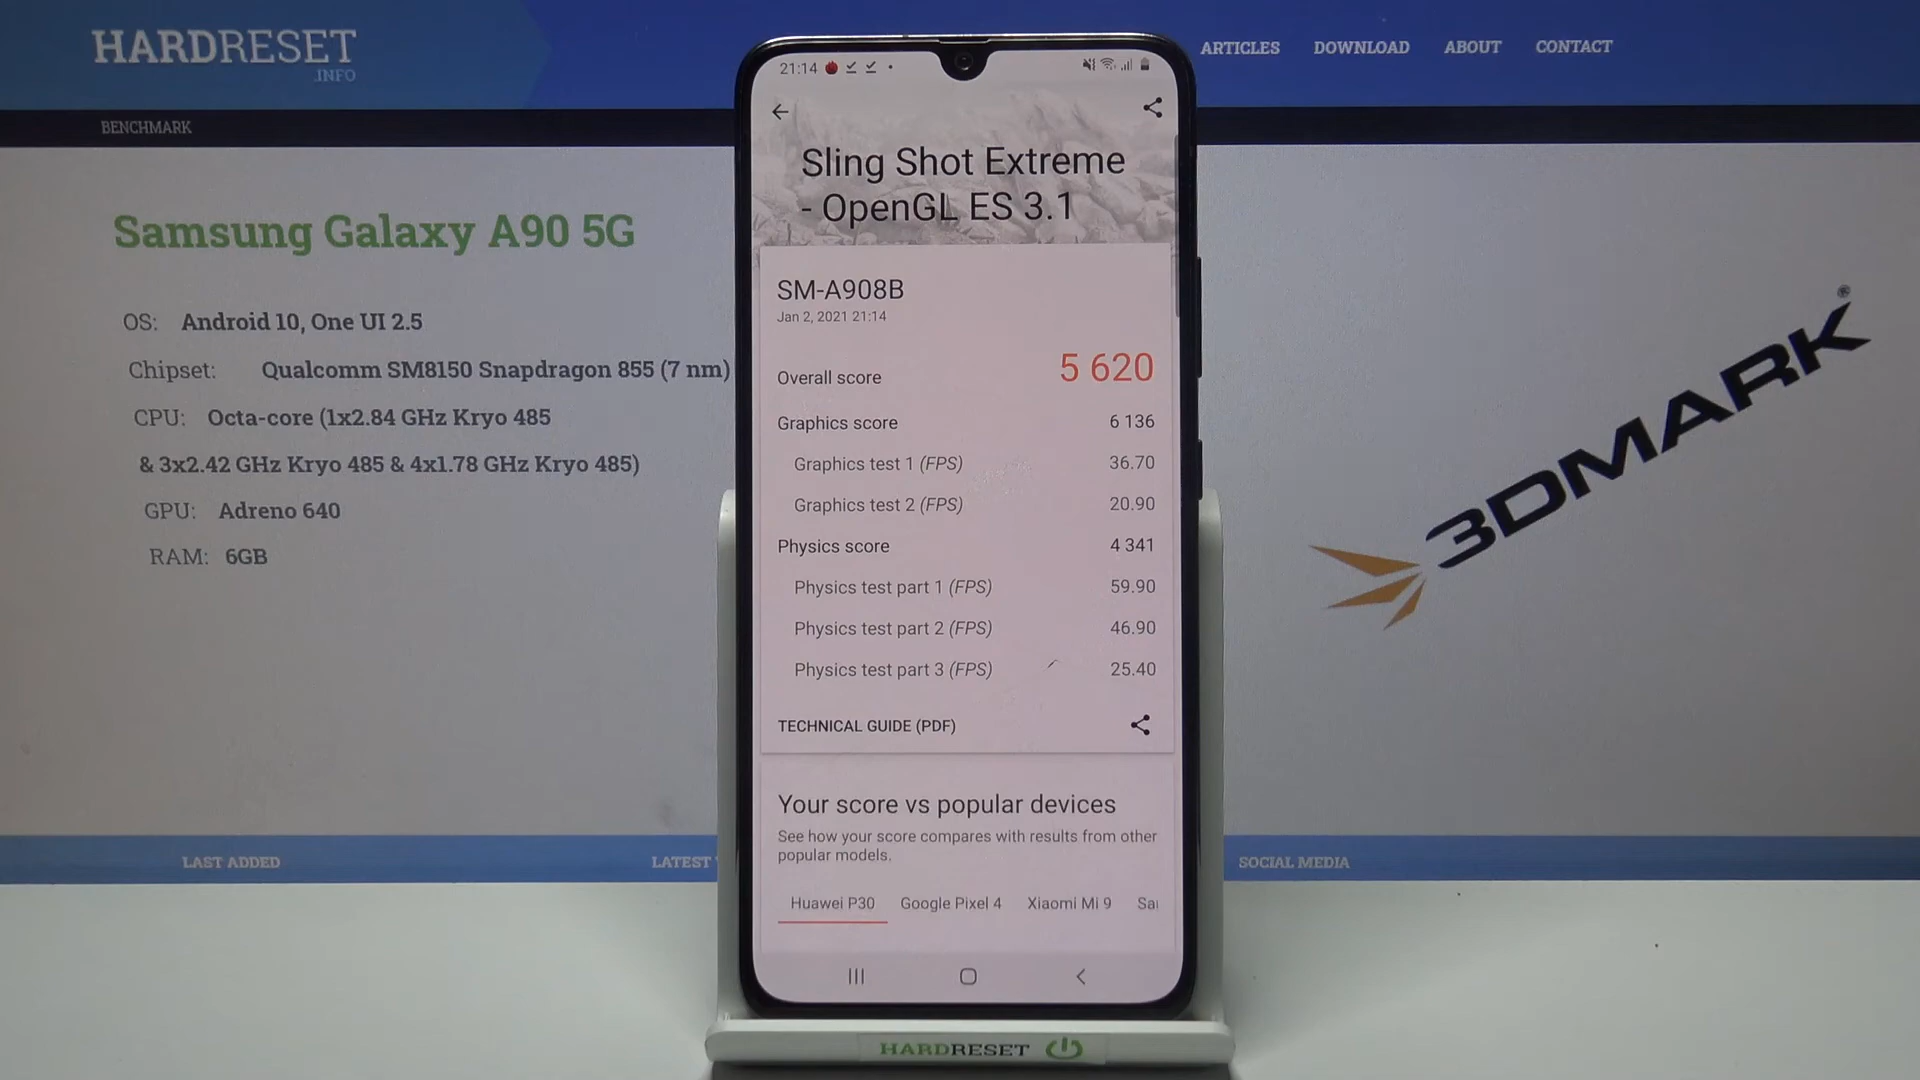 HARDRESET
.INFO
ARTICLES DOWNLOAD ABOUT CONTACT
BENCHMARK
Samsung Galaxy A90 5G
OS: Android 10, One UI 2.5
Chipset: Qualcomm SM8150 Snapdragon 855 (7 nm)
CPU: Octa-core (1x2.84 GHz Kryo 485
& 3x2.42 GHz Kryo 485 & 4x1.78 GHz Kryo 485)
GPU: Adreno 640
RAM: 6GB
21:14
Sling Shot Extreme
- OpenGL ES 3.1
SM-A908B
Jan 2, 2021 21:14
Overall score 5 620
Graphics score 6 136
Graphics test 1 (FPS) 36.70
Graphics test 2 (FPS) 20.90
Physics score 4 341
Physics test part 1 (FPS) 59.90
Physics test part 2 (FPS) 46.90
Physics test part 3 (FPS) 25.40
TECHNICAL GUIDE (PDF)
Your score vs popular devices
See how your score compares with results from other
popular models.
Huawei P30 Google Pixel 4 Xiaomi Mi 9
3DMARK
LAST ADDED LATEST SOCIAL MEDIA
HARDRESET